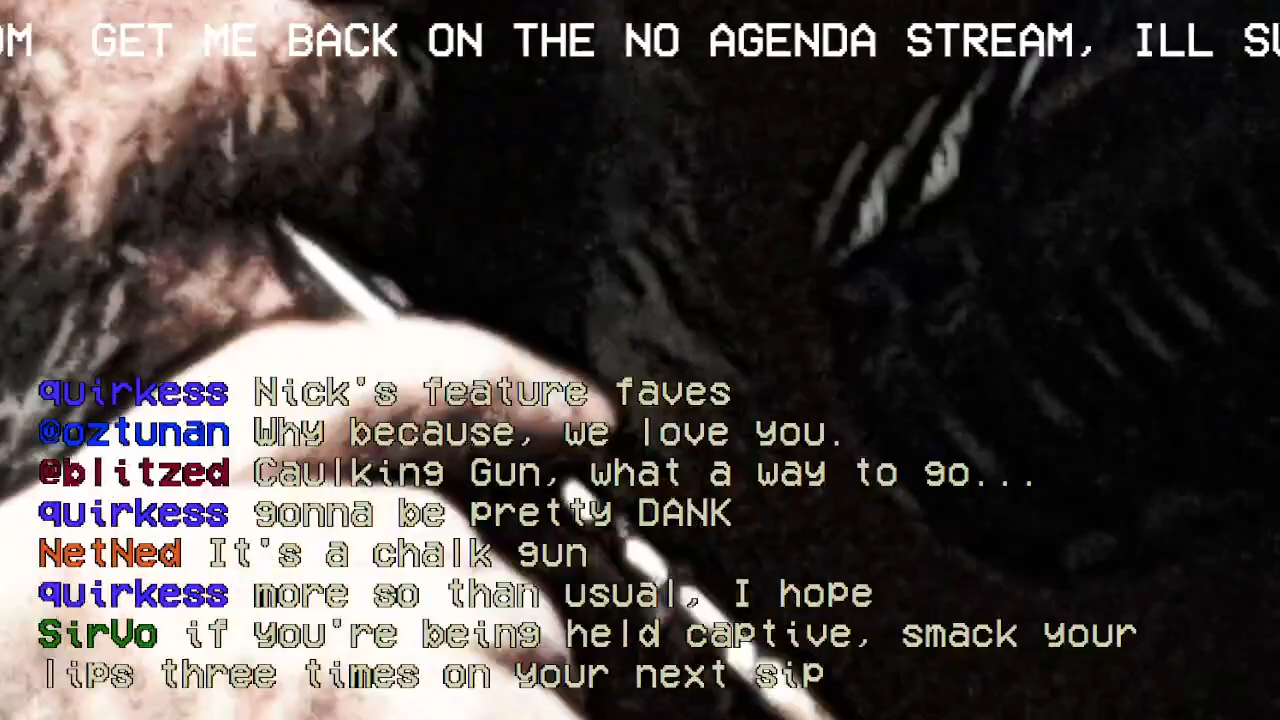 GET ME BACK ON THE NO AGENDA STREAM, ILL
quirkess Nick's feature faves
@oztunan Why because, we love you.
@blitzed Caulking Gun, what a way to go...
quirkess gonna be pretty DANK
NetNed It's a chalk gun
quirkess more so than usual, I hope
SirVo if you're being held captive, smack your
lips three times on your next sip